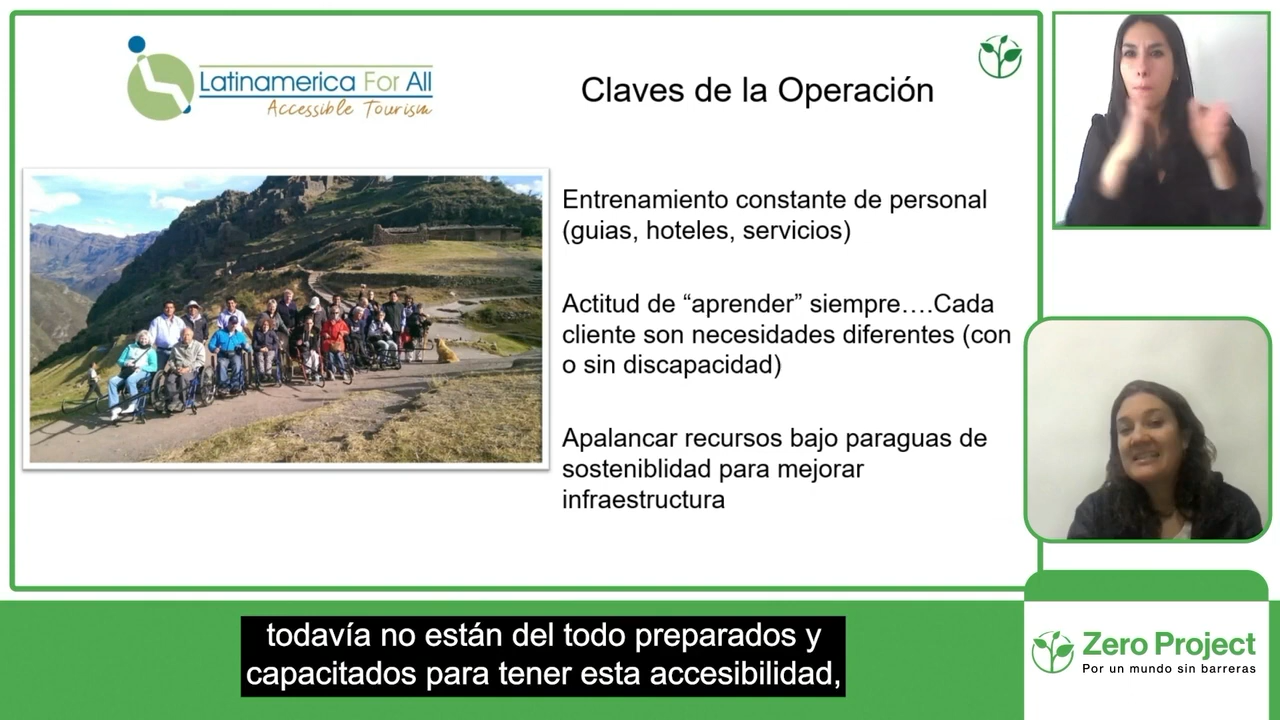 Latinamerica For All
Accessible Tourism
Claves de la Operación
Entrenamiento constante de personal
(guias, hoteles, servicios)
Actitud de “aprender” siempre....Cada
cliente son necesidades diferentes (con
o sin discapacidad)
Apalancar recursos bajo paraguas de
sosteniblidad para mejorar
infraestructura
todavía no están del todo preparados y
capacitados para tener esta accesibilidad,
Zero Project
Por un mundo sin barreras